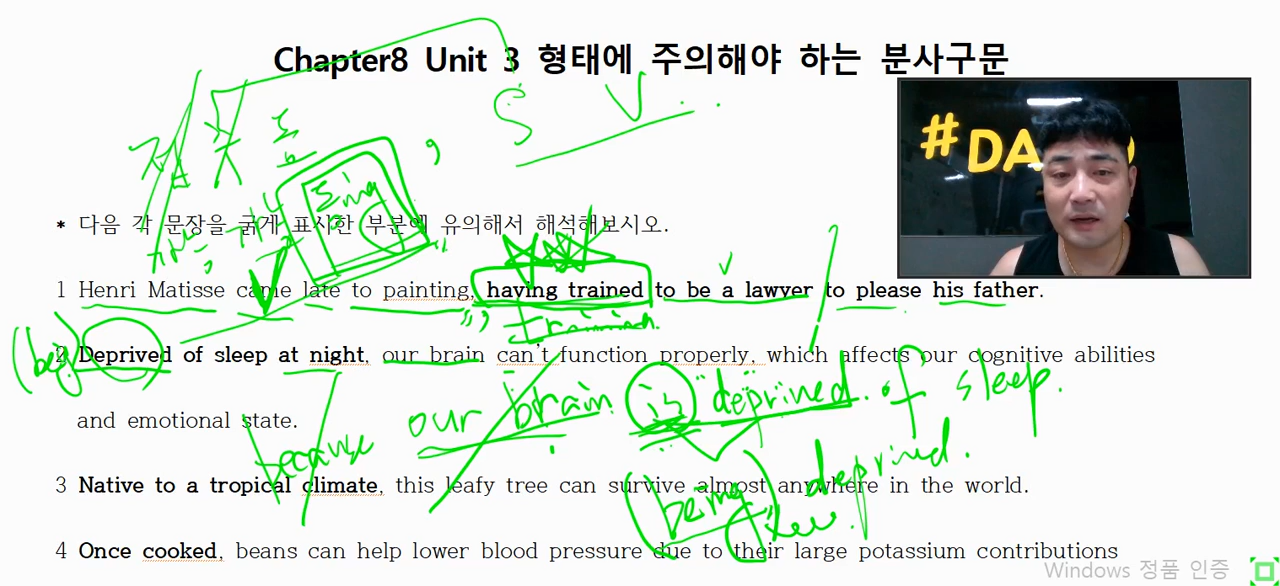 Chapter8 Unit 3 형태에 주의해야 하는 분사구문
#DA
S V . .
접 주 동 ,
Ding
* 다음 각 문장을 굵게 표시한 부분에 유의해서 해석해보시오.
1 Henri Matisse came late to painting, having trained to be a lawyer to please his father.
training.
2 Deprived of sleep at night, our brain can't function properly, which affects our cognitive abilities
our brain is "deprived" of sleep.
and emotional state.
because
deprived.
3 Native to a tropical climate, this leafy tree can survive almost anywhere in the world.
being
4 Once cooked, beans can help lower blood pressure due to their large potassium contributions
Windows 정품 인증